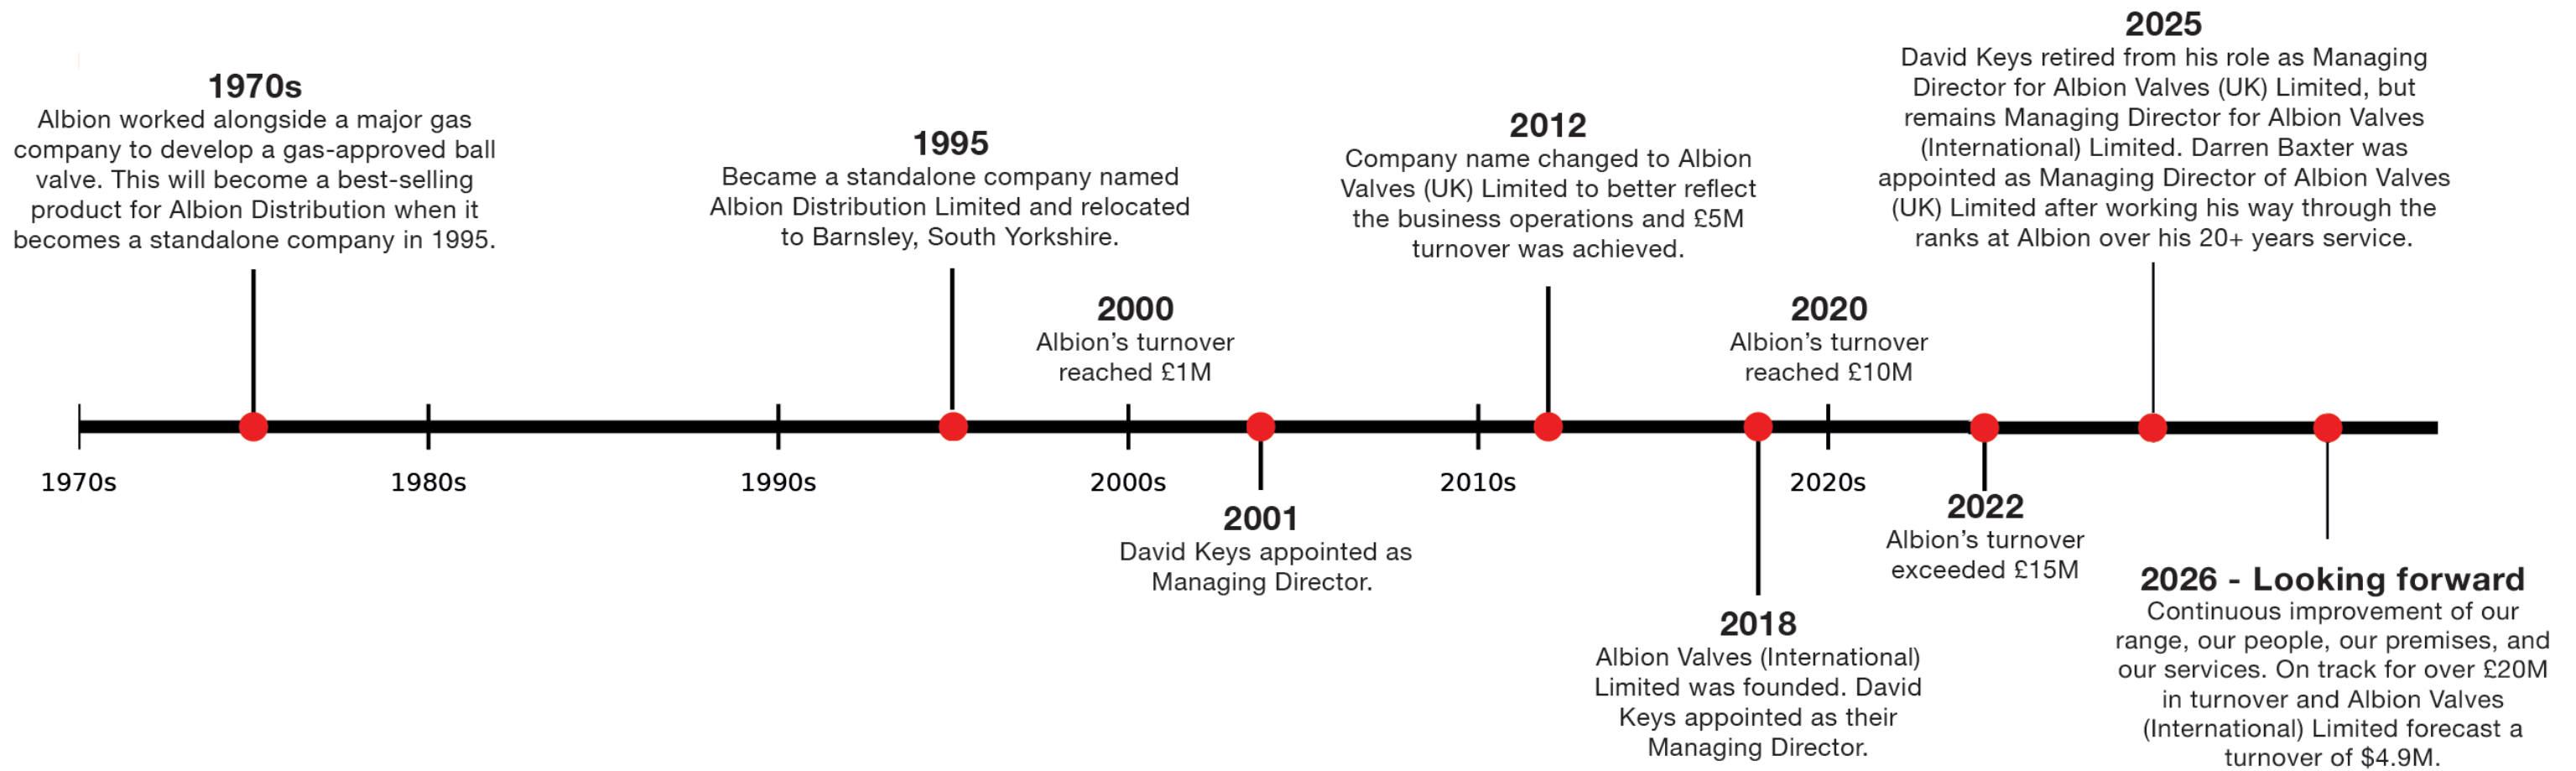 1970s
Albion worked alongside a major gas
company to develop a gas-approved ball
valve. This will become a best-selling
product for Albion Distribution when it
becomes a standalone company in 1995.
1995
Became a standalone company named
Albion Distribution Limited and relocated
to Barnsley, South Yorkshire.
2000
Albion’s turnover
reached £1M
2012
Company name changed to Albion
Valves (UK) Limited to better reflect
the business operations and £5M
turnover was achieved.
2020
Albion’s turnover
reached £10M
2025
David Keys retired from his role as Managing
Director for Albion Valves (UK) Limited, but
remains Managing Director for Albion Valves
(International) Limited. Darren Baxter was
appointed as Managing Director of Albion Valves
(UK) Limited after working his way through the
ranks at Albion over his 20+ years service.
1970s
1980s
1990s
2000s
2010s
2020s
2001
David Keys appointed as
Managing Director.
2018
Albion Valves (International)
Limited was founded. David
Keys appointed as their
Managing Director.
2022
Albion’s turnover
exceeded £15M
2026 - Looking forward
Continuous improvement of our
range, our people, our premises, and
our services. On track for over £20M
in turnover and Albion Valves
(International) Limited forecast a
turnover of $4.9M.